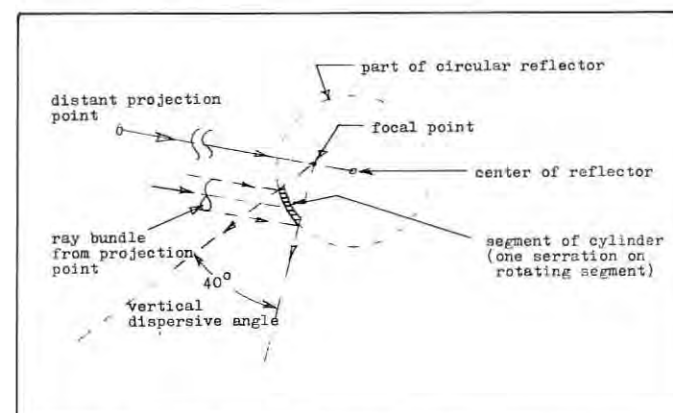 part of circular reflector
distant projection
point
focal point
center of reflector
ray bundle
from projection
point
segment of cylinder
(one serration on
rotating segment)
40°
vertical
dispersive angle